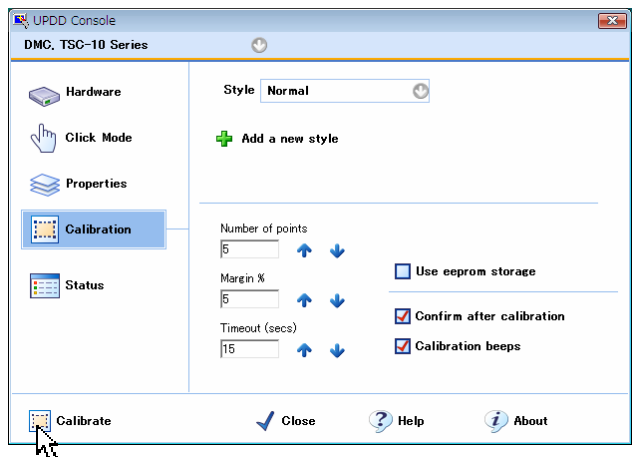 UPDD Console
DMC, TSC-10 Series
Hardware
Click Mode
Properties
Calibration
Status
Style Normal
Add a new style
Number of points
5
Margin %
5
Timeout (secs)
15
Use eeprom storage
Confirm after calibration
Calibration beeps
Calibrate Close Help About